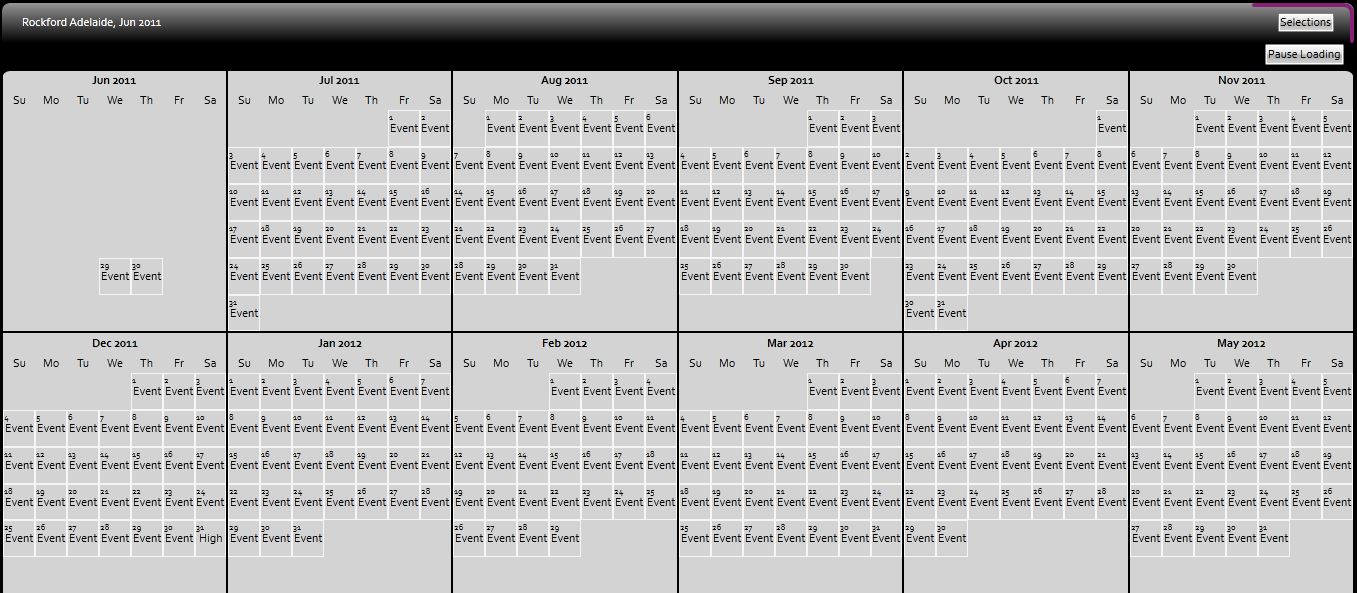 Rockford Adelaide, Jun 2011
Selections
Pause Loading
Jun 2011
Su Mo Tu We Th Fr Sa
29 30
Event Event
Jul 2011
Su Mo Tu We Th Fr Sa
1 2
Event Event
3 4 5 6 7 8 9
Event Event Event Event Event Event Event
10 11 12 13 14 15 16
Event Event Event Event Event Event Event
17 18 19 20 21 22 23
Event Event Event Event Event Event Event
24 25 26 27 28 29 30
Event Event Event Event Event Event Event
31
Event
Aug 2011
Su Mo Tu We Th Fr Sa
1 2 3 4 5 6
Event Event Event Event Event Event
7 8 9 10 11 12 13
Event Event Event Event Event Event Event
14 15 16 17 18 19 20
Event Event Event Event Event Event Event
21 22 23 24 25 26 27
Event Event Event Event Event Event Event
28 29 30 31
Event Event Event Event
Sep 2011
Su Mo Tu We Th Fr Sa
1 2 3
Event Event Event
4 5 6 7 8 9 10
Event Event Event Event Event Event Event
11 12 13 14 15 16 17
Event Event Event Event Event Event Event
18 19 20 21 22 23 24
Event Event Event Event Event Event Event
25 26 27 28 29 30
Event Event Event Event Event Event
Oct 2011
Su Mo Tu We Th Fr Sa
1
Event
2 3 4 5 6 7 8
Event Event Event Event Event Event Event
9 10 11 12 13 14 15
Event Event Event Event Event Event Event
16 17 18 19 20 21 22
Event Event Event Event Event Event Event
23 24 25 26 27 28 29
Event Event Event Event Event Event Event
30 31
Event Event
Nov 2011
Su Mo Tu We Th Fr Sa
1 2 3 4 5
Event Event Event Event Event
6 7 8 9 10 11 12
Event Event Event Event Event Event Event
13 14 15 16 17 18 19
Event Event Event Event Event Event Event
20 21 22 23 24 25 26
Event Event Event Event Event Event Event
27 28 29 30
Event Event Event Event
Dec 2011
Su Mo Tu We Th Fr Sa
1 2 3
Event Event High
4 5 6 7 8 9 10
Event Event Event Event Event Event Event
11 12 13 14 15 16 17
Event Event Event Event Event Event Event
18 19 20 21 22 23 24
Event Event Event Event Event Event Event
25 26 27 28 29 30 31
Event Event Event Event Event Event High
Jan 2012
Su Mo Tu We Th Fr Sa
1 2 3 4 5 6 7
Event Event Event Event Event Event Event
8 9 10 11 12 13 14
Event Event Event Event Event Event Event
15 16 17 18 19 20 21
Event Event Event Event Event Event Event
22 23 24 25 26 27 28
Event Event Event Event Event Event Event
29 30 31
Event Event Event
Feb 2012
Su Mo Tu We Th Fr Sa
1 2 3 4
Event Event Event Event
5 6 7 8 9 10 11
Event Event Event Event Event Event Event
12 13 14 15 16 17 18
Event Event Event Event Event Event Event
19 20 21 22 23 24 25
Event Event Event Event Event Event Event
26 27 28 29
Event Event Event Event
Mar 2012
Su Mo Tu We Th Fr Sa
1 2 3
Event Event Event
4 5 6 7 8 9 10
Event Event Event Event Event Event Event
11 12 13 14 15 16 17
Event Event Event Event Event Event Event
18 19 20 21 22 23 24
Event Event Event Event Event Event Event
25 26 27 28 29 30 31
Event Event Event Event Event Event Event
Apr 2012
Su Mo Tu We Th Fr Sa
1 2 3 4 5 6 7
Event Event Event Event Event Event Event
8 9 10 11 12 13 14
Event Event Event Event Event Event Event
15 16 17 18 19 20 21
Event Event Event Event Event Event Event
22 23 24 25 26 27 28
Event Event Event Event Event Event Event
29 30
Event Event
May 2012
Su Mo Tu We Th Fr Sa
1 2 3 4 5
Event Event Event Event Event
6 7 8 9 10 11 12
Event Event Event Event Event Event Event
13 14 15 16 17 18 19
Event Event Event Event Event Event Event
20 21 22 23 24 25 26
Event Event Event Event Event Event Event
27 28 29 30 31
Event Event Event Event Event